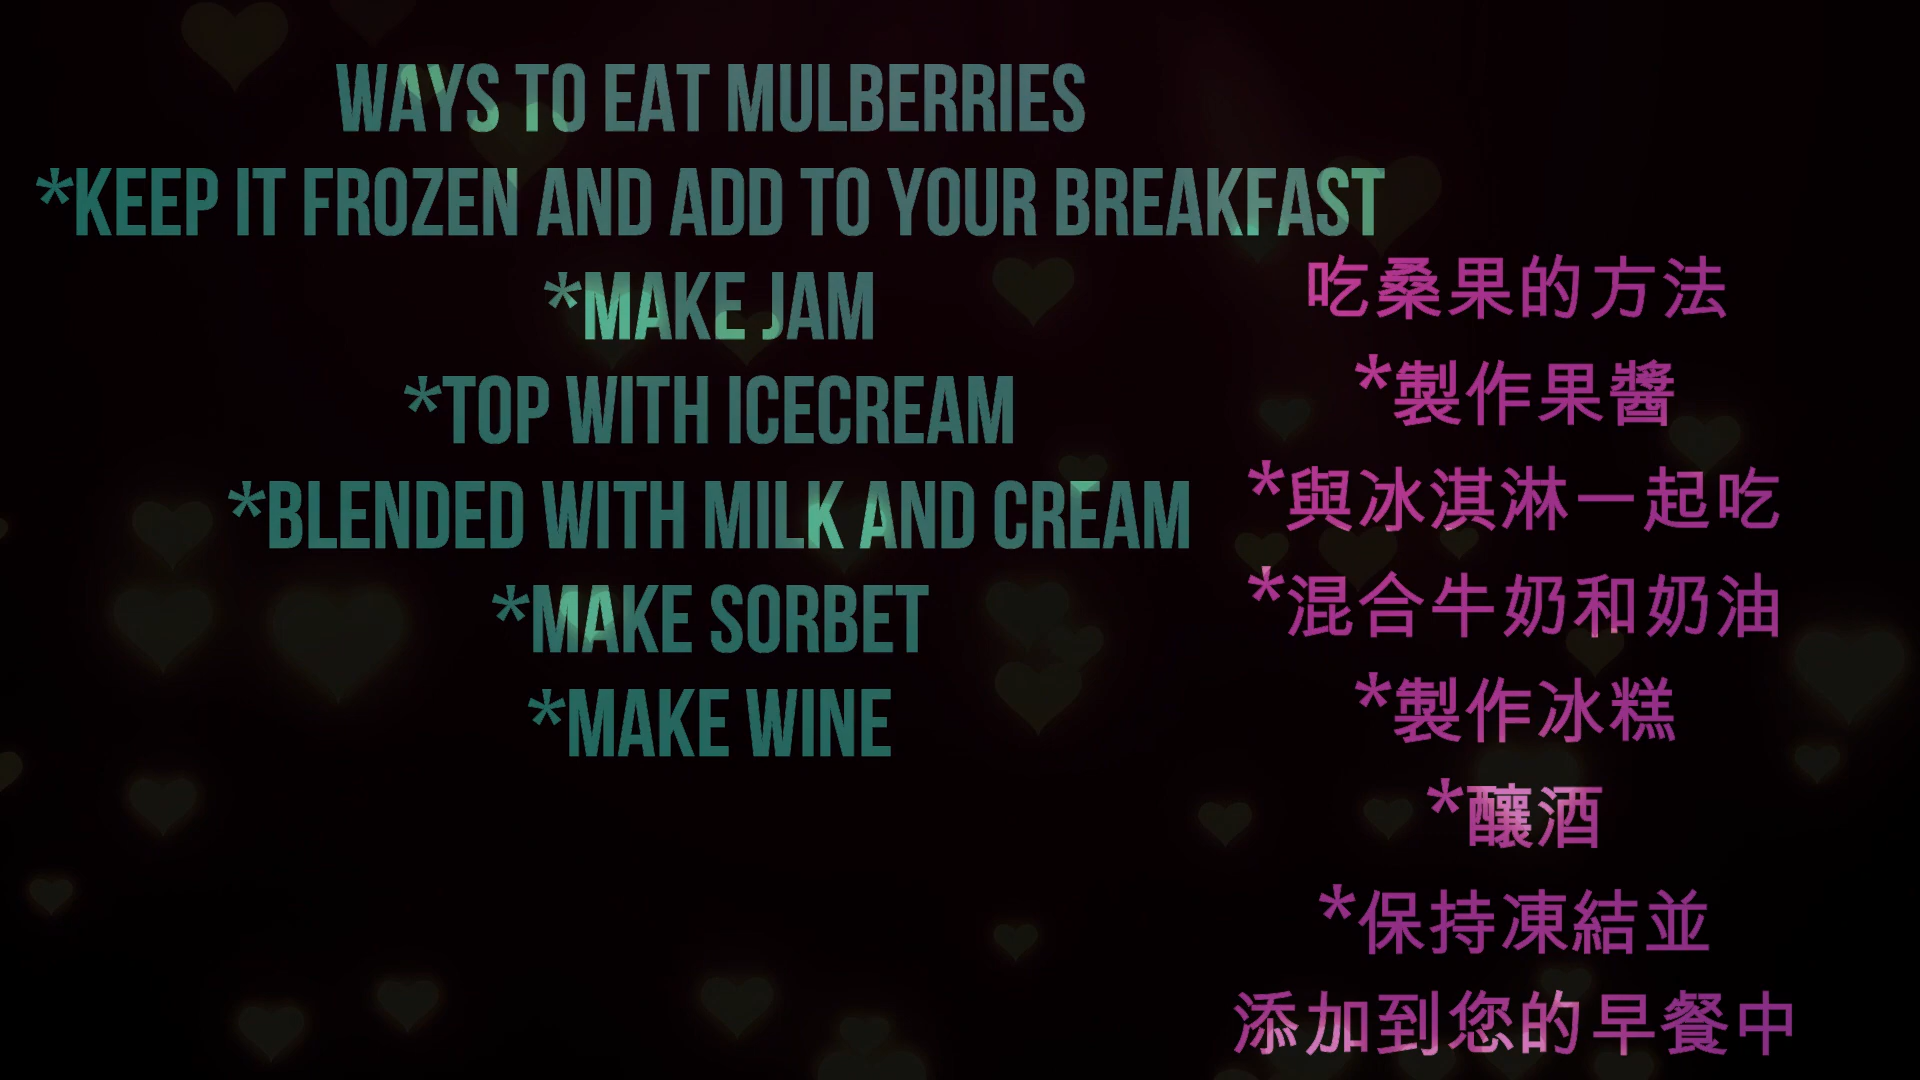 WAYS TO EAT MULBERRIES
*KEEP IT FROZEN AND ADD TO YOUR BREAKFAST
*MAKE JAM
*TOP WITH ICECREAM
*BLENDED WITH MILK AND CREAM
*MAKE SORBET
*MAKE WINE
吃桑果的方法
*製作果醬
*與冰淇淋一起吃
*混合牛奶和奶油
*製作冰糕
*釀酒
*保持凍結並
添加到您的早餐中